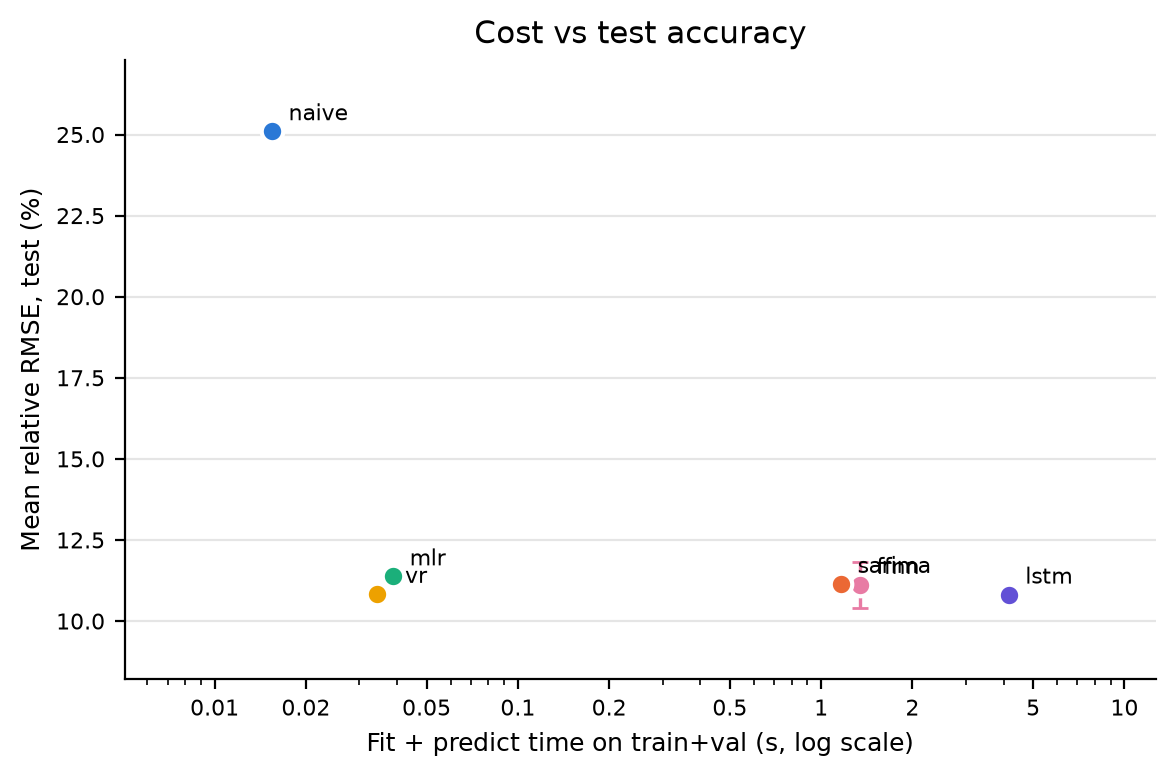 Cost vs test accuracy
Mean relative RMSE, test (%)
25.0
22.5
20.0
17.5
15.0
12.5
10.0
naive
mlr
vr
sarima
lstm
0.01
0.02
0.05
0.1
0.2
0.5
1
2
5
10
Fit + predict time on train+val (s, log scale)